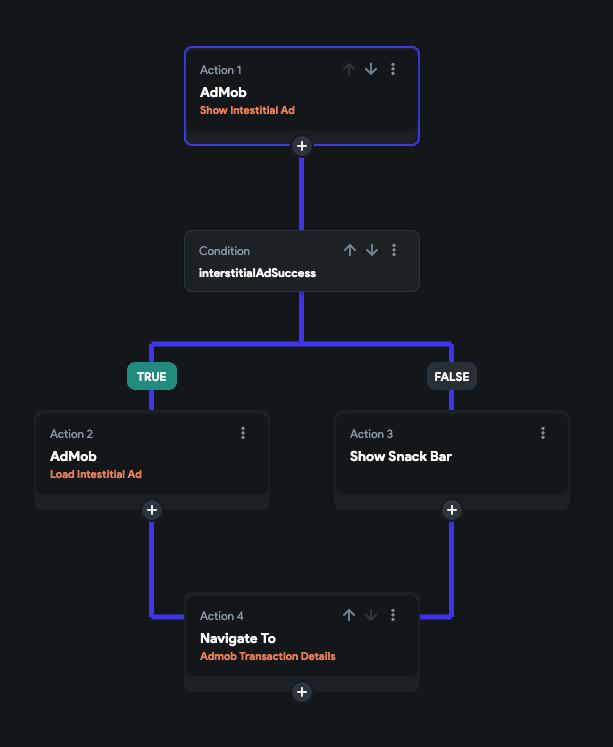 Action 1
AdMob
Show Intestitial Ad
Condition
interstitialAdSuccess
TRUE
FALSE
Action 2
AdMob
Load Intestitial Ad
Action 3
Show Snack Bar
Action 4
Navigate To
Admob Transaction Details